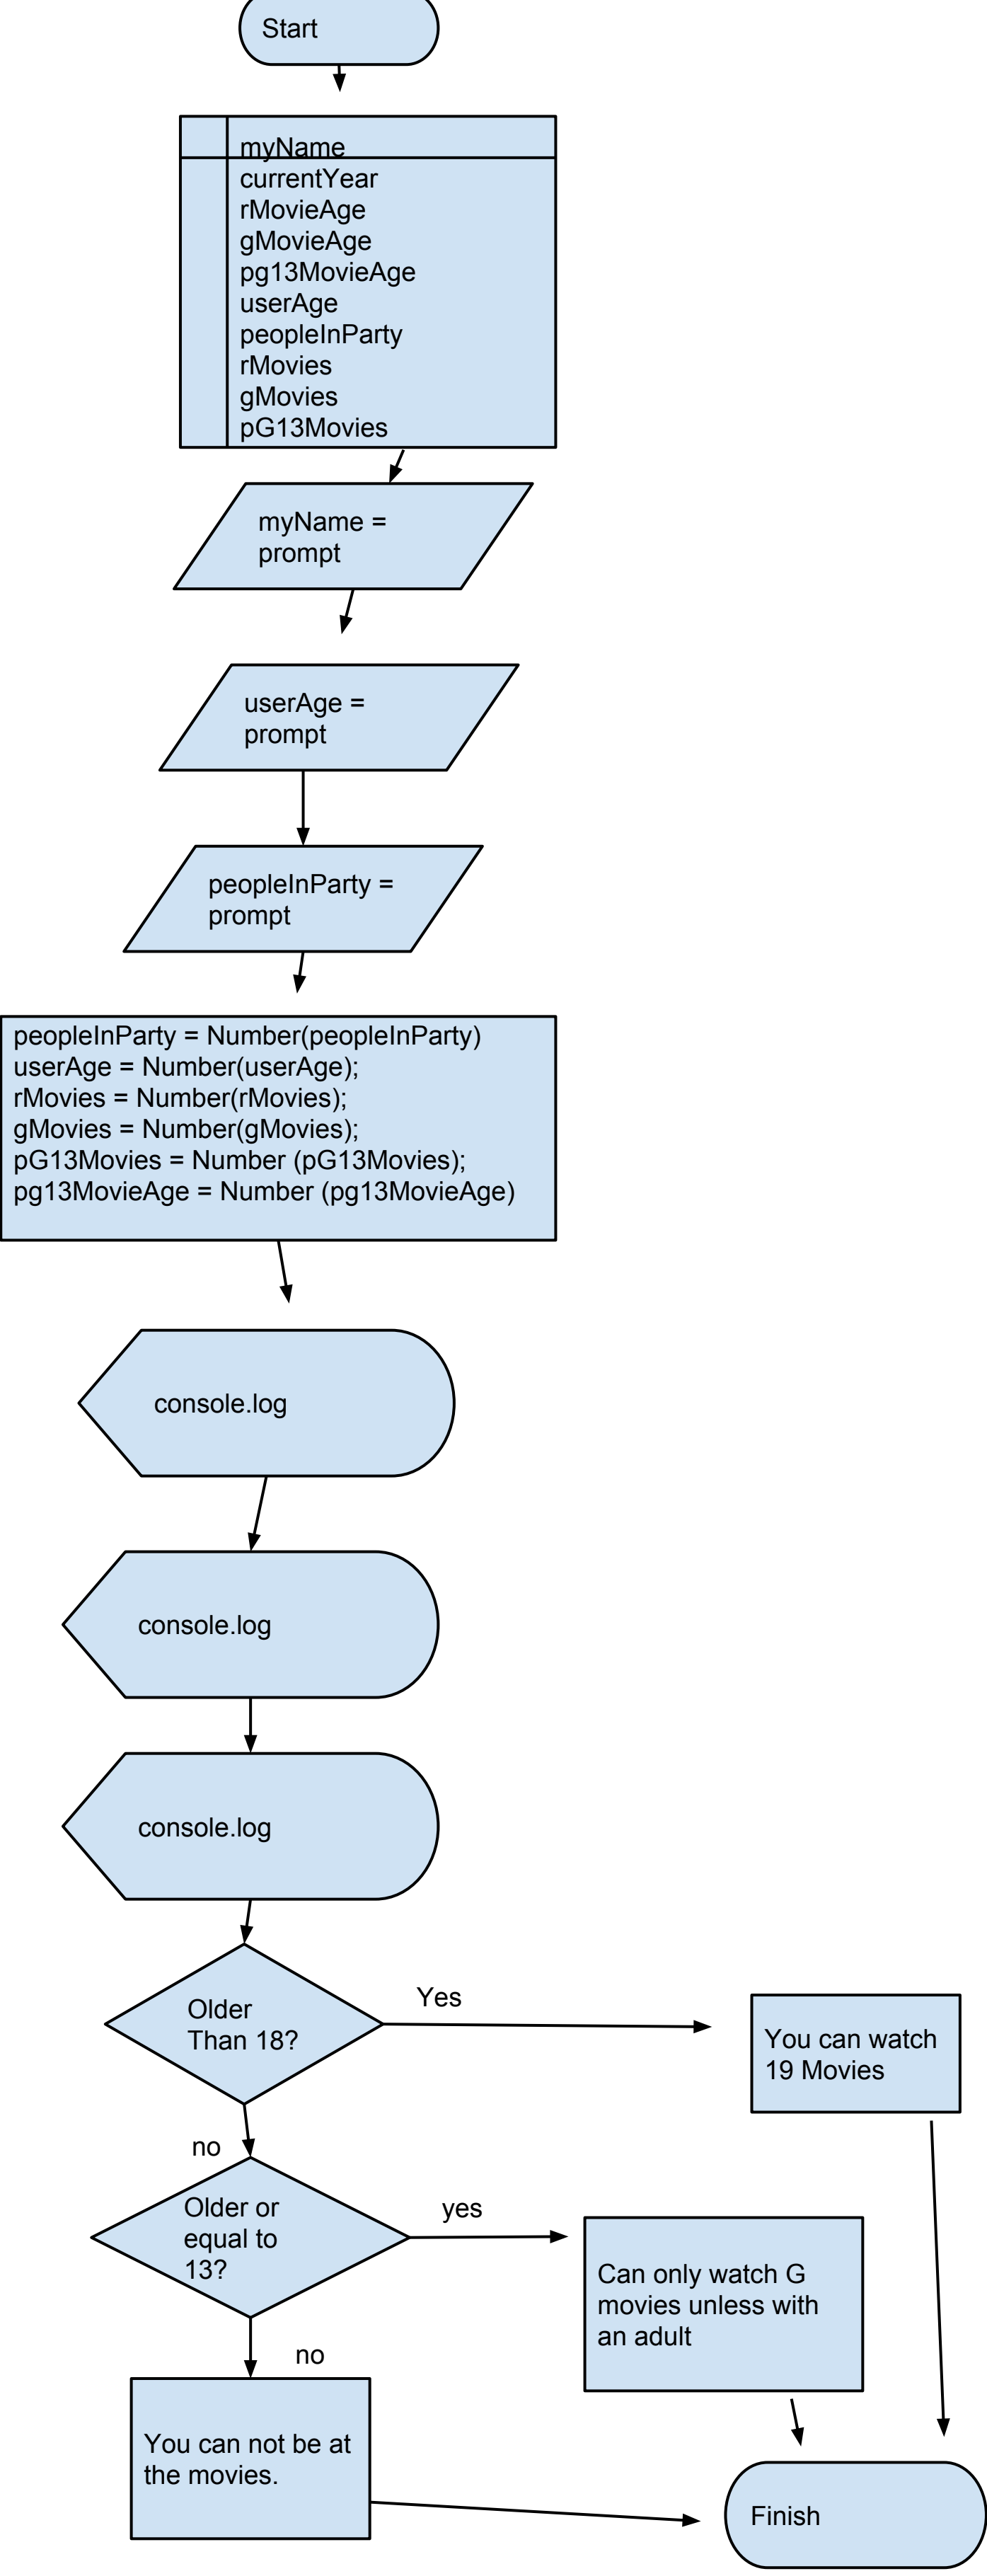 Start
myName
currentYear
rMovieAge
gMovieAge
pg13MovieAge
userAge
peopleInParty
rMovies
gMovies
pG13Movies
myName =
prompt
userAge =
prompt
peopleInParty =
prompt
peopleInParty = Number(peopleInParty)
userAge = Number(userAge);
rMovies = Number(rMovies);
gMovies = Number(gMovies);
pG13Movies = Number (pG13Movies);
pg13MovieAge = Number (pg13MovieAge)
console.log
console.log
console.log
Older
Than 18?
Yes
You can watch
19 Movies
no
Older or
equal to
13?
yes
Can only watch G
movies unless with
an adult
no
You can not be at
the movies.
Finish